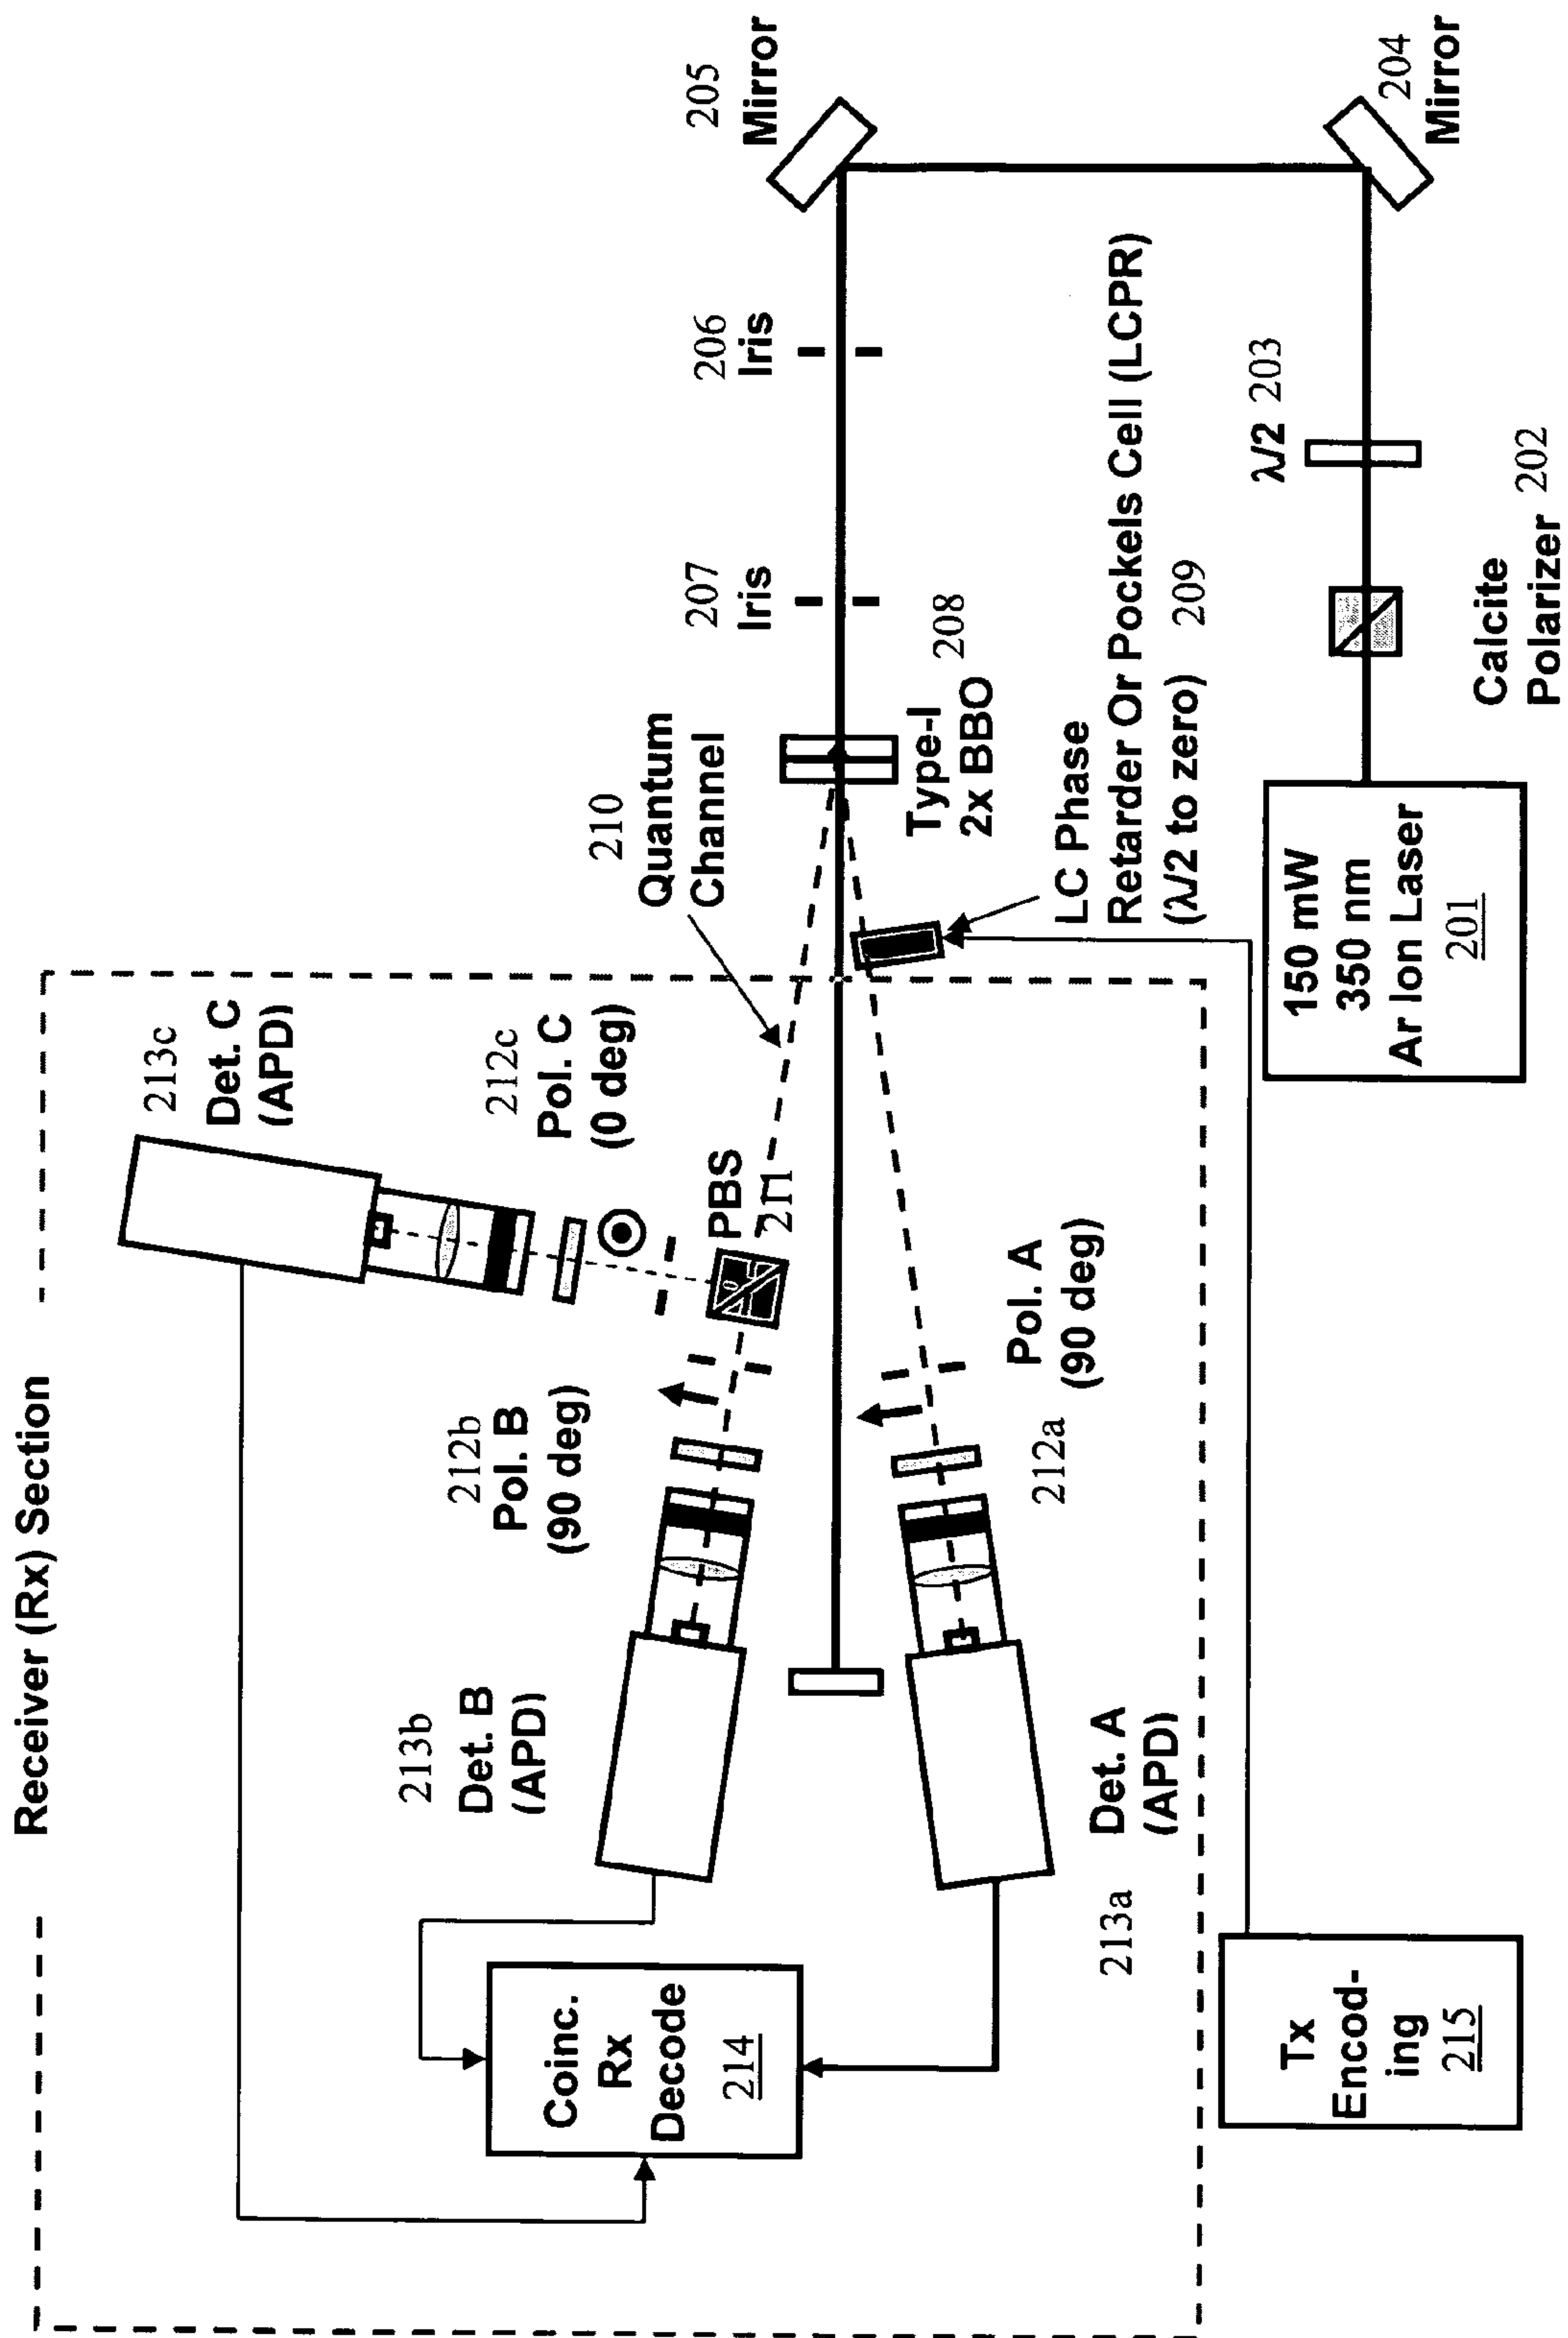 Receiver (Rx) Section
213c
Det. C
(APD)
212c
Pol. C
(0 deg)
PBS
211
210
Quantum
Channel
207
Iris
206
Iris
205
Mirror
212b
Pol. B
(90 deg)
213b
Det. B
(APD)
Coinc.
Rx
Decode
214
Type-I
2x BBO 208
LC Phase
Retarder Or Pockels Cell (LCPR)
(λ/2 to zero) 209
Pol. A
(90 deg)
212a
Det. A
(APD)
213a
Tx
Encod-
ing
215
150 mW
350 nm
Ar Ion Laser
201
Calcite
Polarizer 202
λ/2 203
204
Mirror